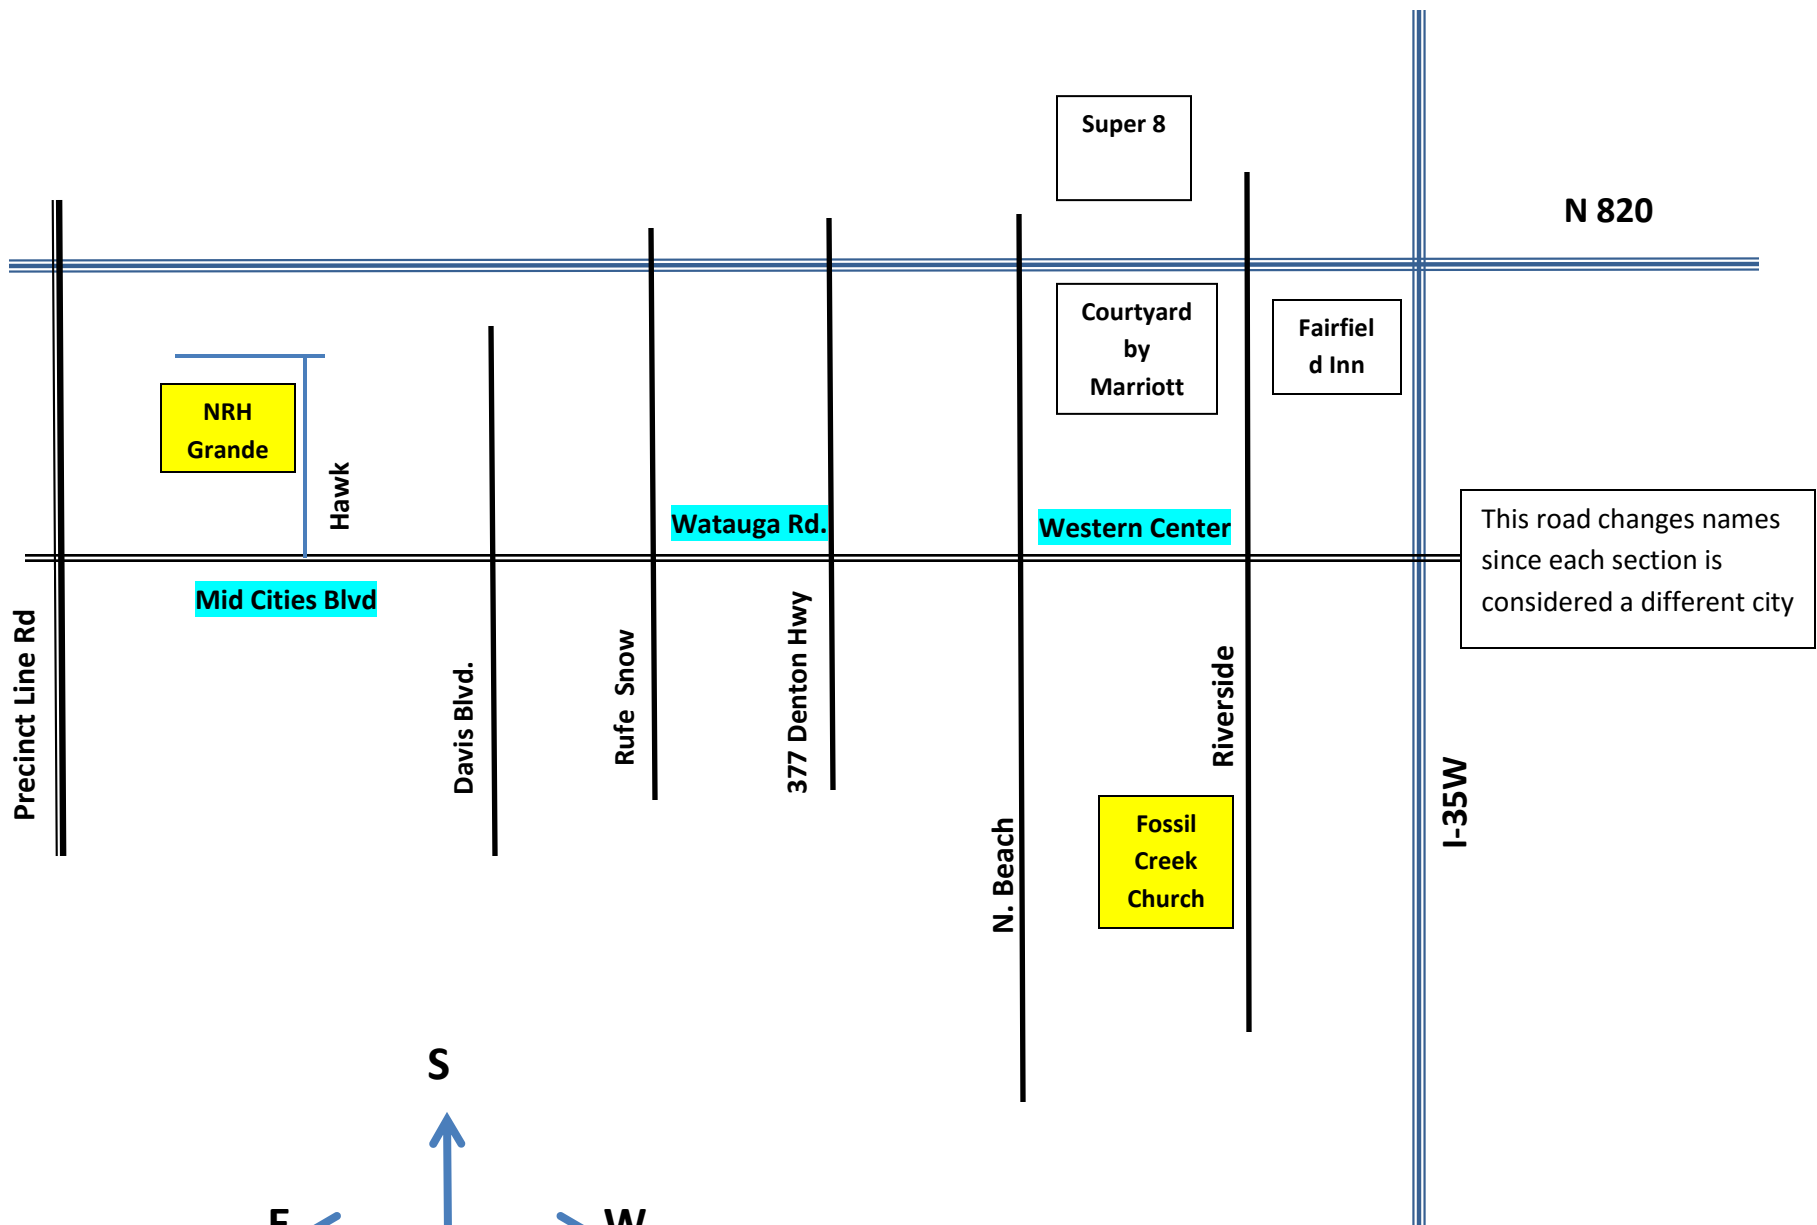 Super 8
N 820
Courtyard
by
Marriott
Fairfiel
d Inn
NRH
Grande
Hawk
Watauga Rd.
Western Center
This road changes names
since each section is
considered a different city
Mid Cities Blvd
Precinct Line Rd
Davis Blvd.
Rufe Snow
377 Denton Hwy
N. Beach
Riverside
I-35W
Fossil
Creek
Church
S
E
W